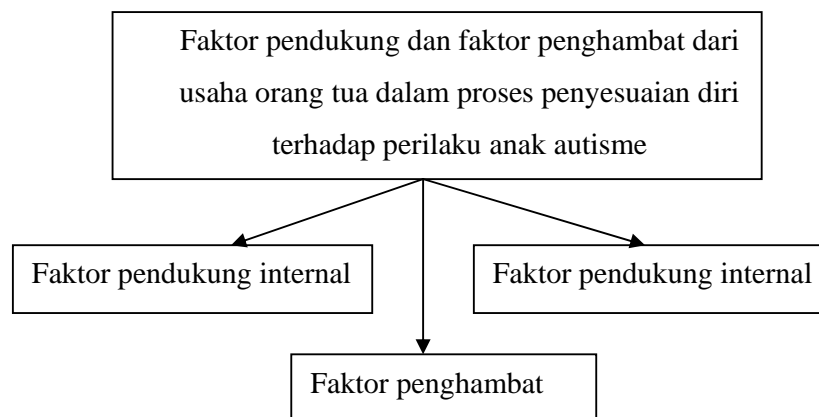 Faktor pendukung dan faktor penghambat dari
usaha orang tua dalam proses penyesuaian diri
terhadap perilaku anak autisme
Faktor pendukung internal
Faktor pendukung internal
Faktor penghambat